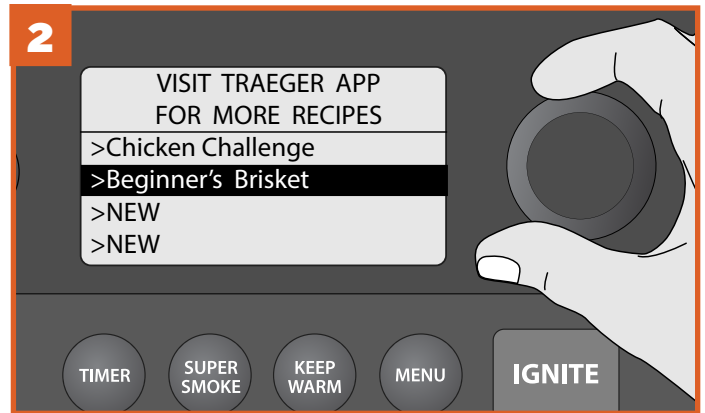 2
VISIT TRAEGER APP
FOR MORE RECIPES
>Chicken Challenge
>Beginner's Brisket
>NEW
>NEW
TIMER
SUPER
SMOKE
KEEP
WARM
MENU
IGNITE